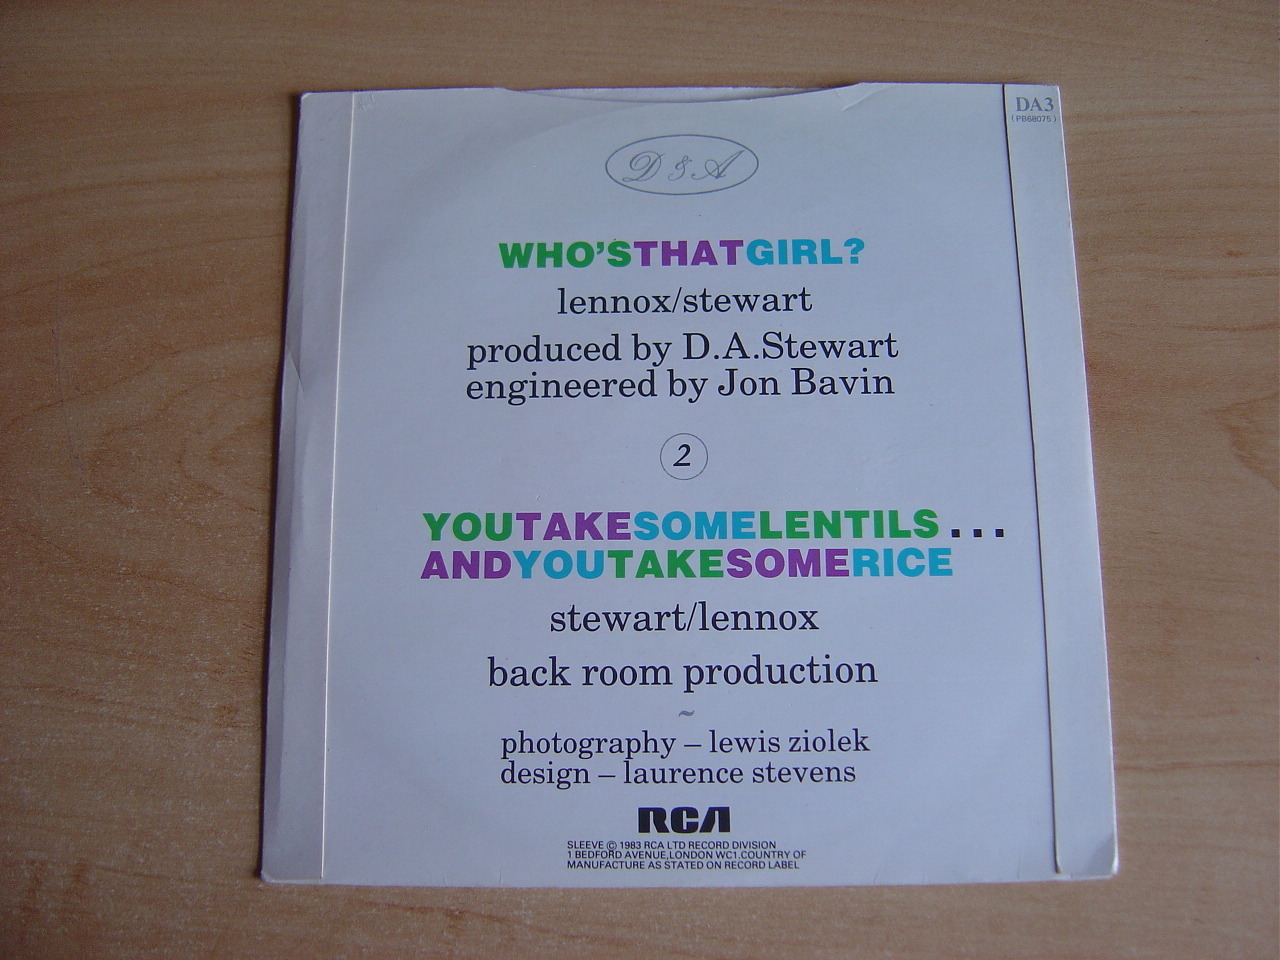 DA3
(PB68075)
D & A
WHO'STHATGIRL?
lennox/stewart
produced by D.A.Stewart
engineered by Jon Bavin
2
YOUTAKESOMELENTILS...
ANDYOUTAKESOMERICE
stewart/lennox
back room production
~
photography – lewis ziolek
design – laurence stevens
RCA
SLEEVE © 1983 RCA LTD RECORD DIVISION
1 BEDFORD AVENUE,LONDON WC1.COUNTRY OF
MANUFACTURE AS STATED ON RECORD LABEL